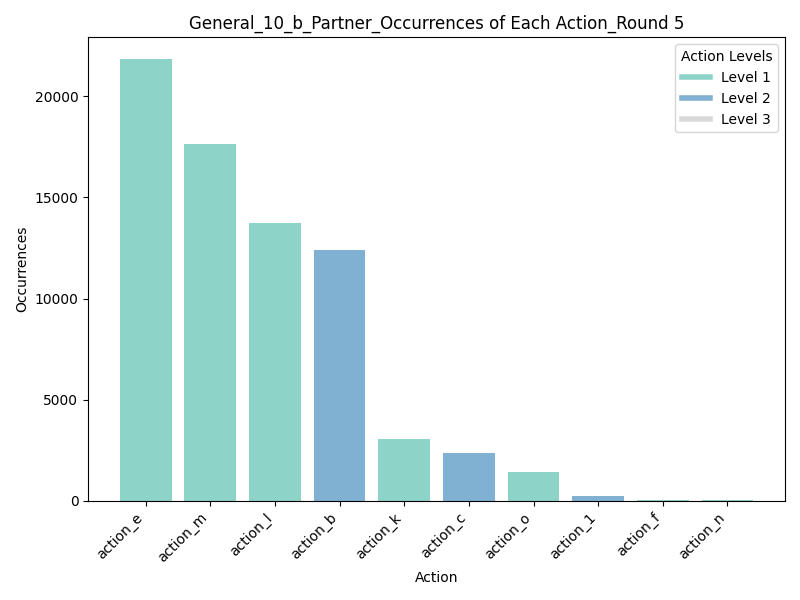 General_10_b_Partner_Occurrences of Each Action_Round 5
Action Levels
Level 1
Level 2
Level 3
20000
15000
10000
5000
0
Occurrences
action_e
action_m
action_l
action_b
action_k
action_c
action_o
action_1
action_f
action_n
Action